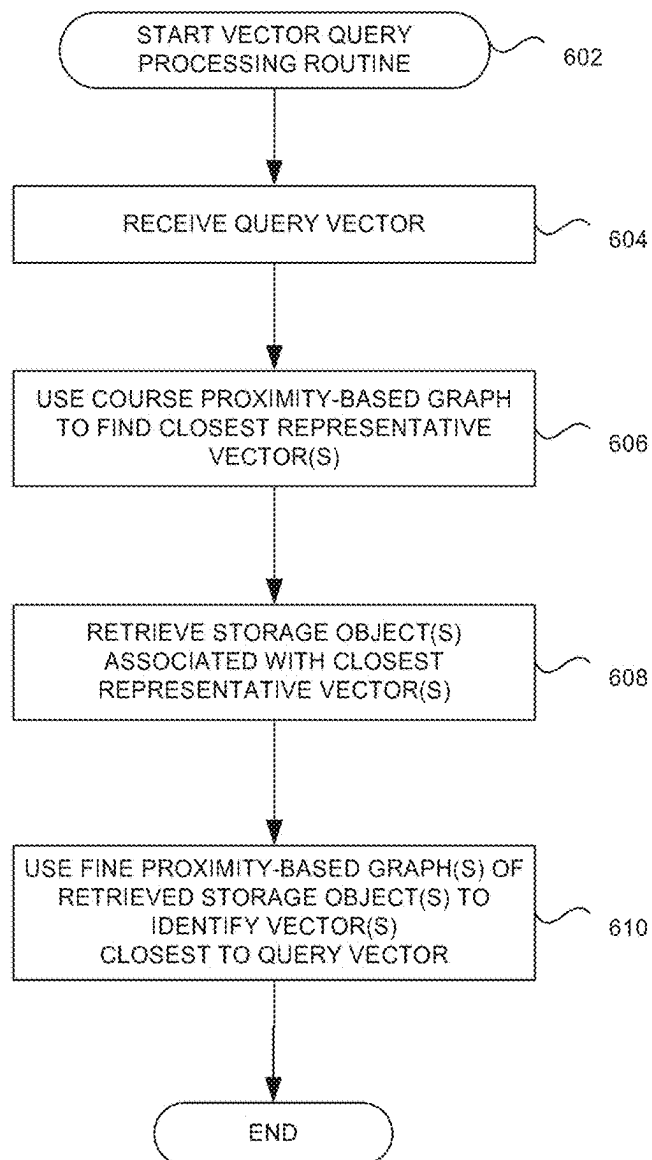 START VECTOR QUERY
PROCESSING ROUTINE
602
RECEIVE QUERY VECTOR
604
USE COURSE PROXIMITY-BASED GRAPH
TO FIND CLOSEST REPRESENTATIVE
VECTOR(S)
606
RETRIEVE STORAGE OBJECT(S)
ASSOCIATED WITH CLOSEST
REPRESENTATIVE VECTOR(S)
608
USE FINE PROXIMITY-BASED GRAPH(S) OF
RETRIEVED STORAGE OBJECT(S) TO
IDENTIFY VECTOR(S)
CLOSEST TO QUERY VECTOR
610
END